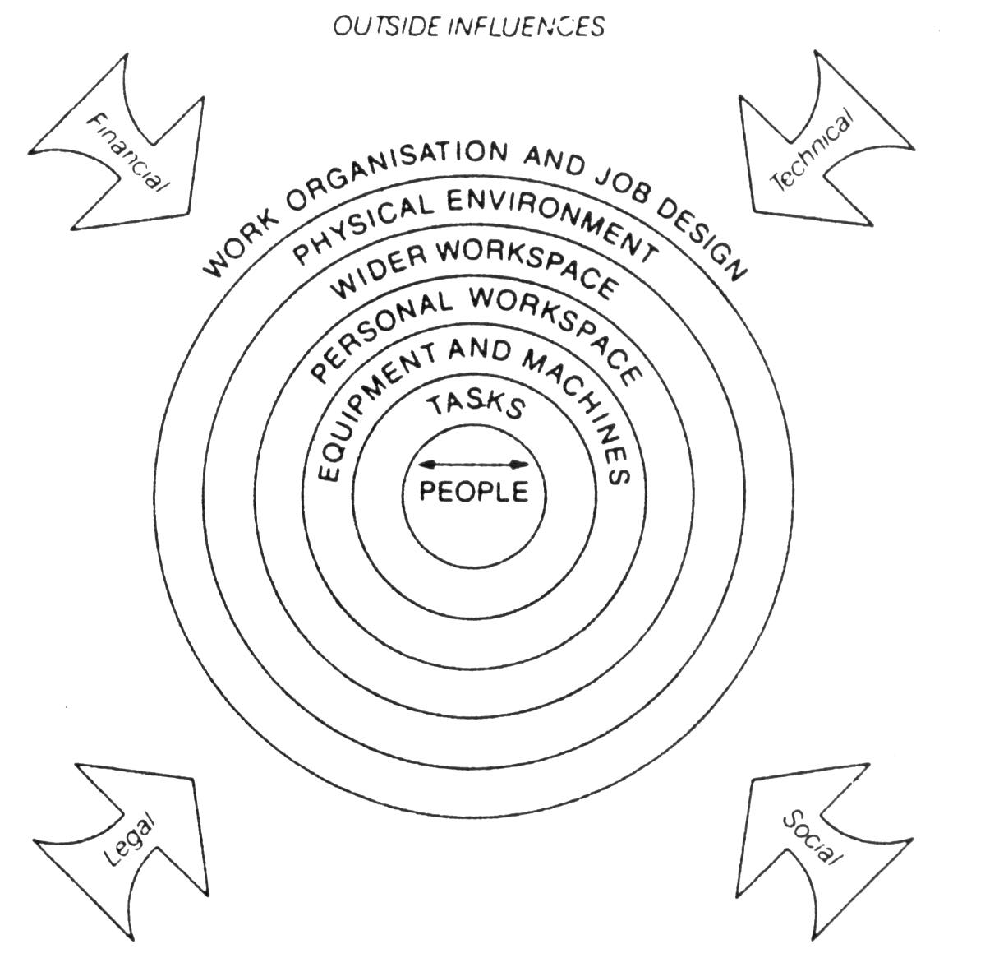 OUTSIDE INFLUENCES
Financial
Technical
WORK ORGANISATION AND JOB DESIGN
PHYSICAL ENVIRONMENT
WIDER WORKSPACE
PERSONAL WORKSPACE
EQUIPMENT AND MACHINES
TASKS
PEOPLE
Legal
Social